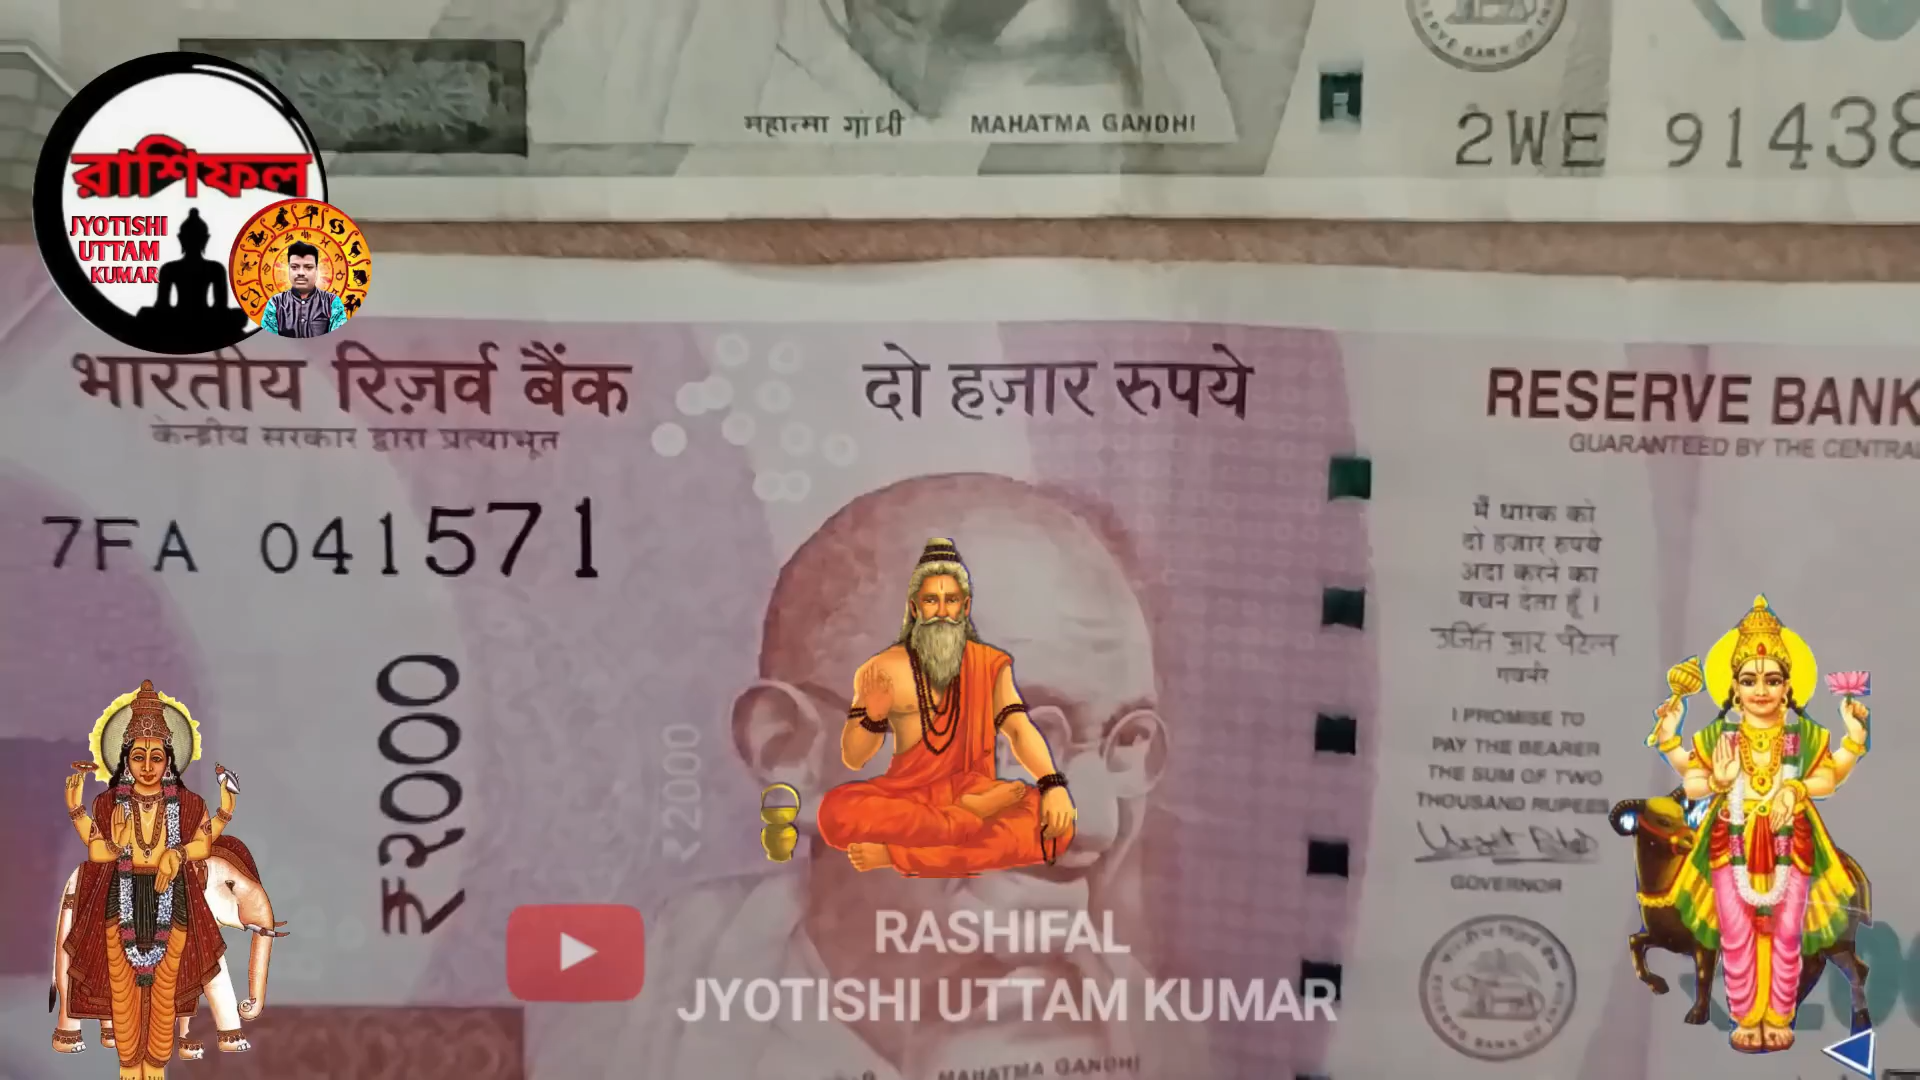 महात्मा गांधी MAHATMA GANDHI
2WE 91438
राशिफल
JYOTISHI
UTTAM
KUMAR
भारतीय रिज़र्व बैंक
केन्द्रीय सरकार द्वारा प्रत्याभूत
दो हज़ार रुपये
RESERVE BANK
GUARANTEED BY THE CENTRAL
7FA 041571
₹२०००
₹2000
मैं धारक को
दो हज़ार रुपये
अदा करने का
वचन देता हूँ।
उर्जित आर पटेल
गवर्नर
I PROMISE TO
PAY THE BEARER
THE SUM OF TWO
THOUSAND RUPEES
GOVERNOR
RASHIFAL
JYOTISHI UTTAM KUMAR
MAHATMA GANDHI